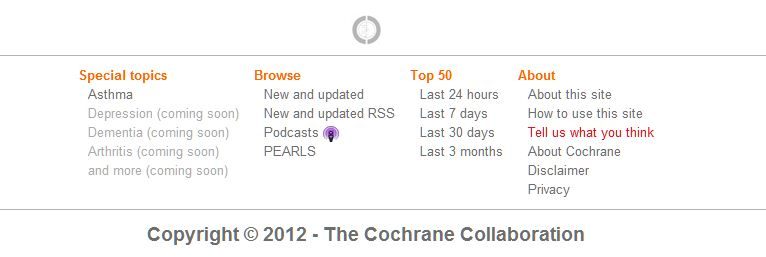 Special topics
Asthma
Depression (coming soon)
Dementia (coming soon)
Arthritis (coming soon)
and more (coming soon)
Browse
New and updated
New and updated RSS
Podcasts
PEARLS
Top 50
Last 24 hours
Last 7 days
Last 30 days
Last 3 months
About
About this site
How to use this site
Tell us what you think
About Cochrane
Disclaimer
Privacy
Copyright © 2012 - The Cochrane Collaboration